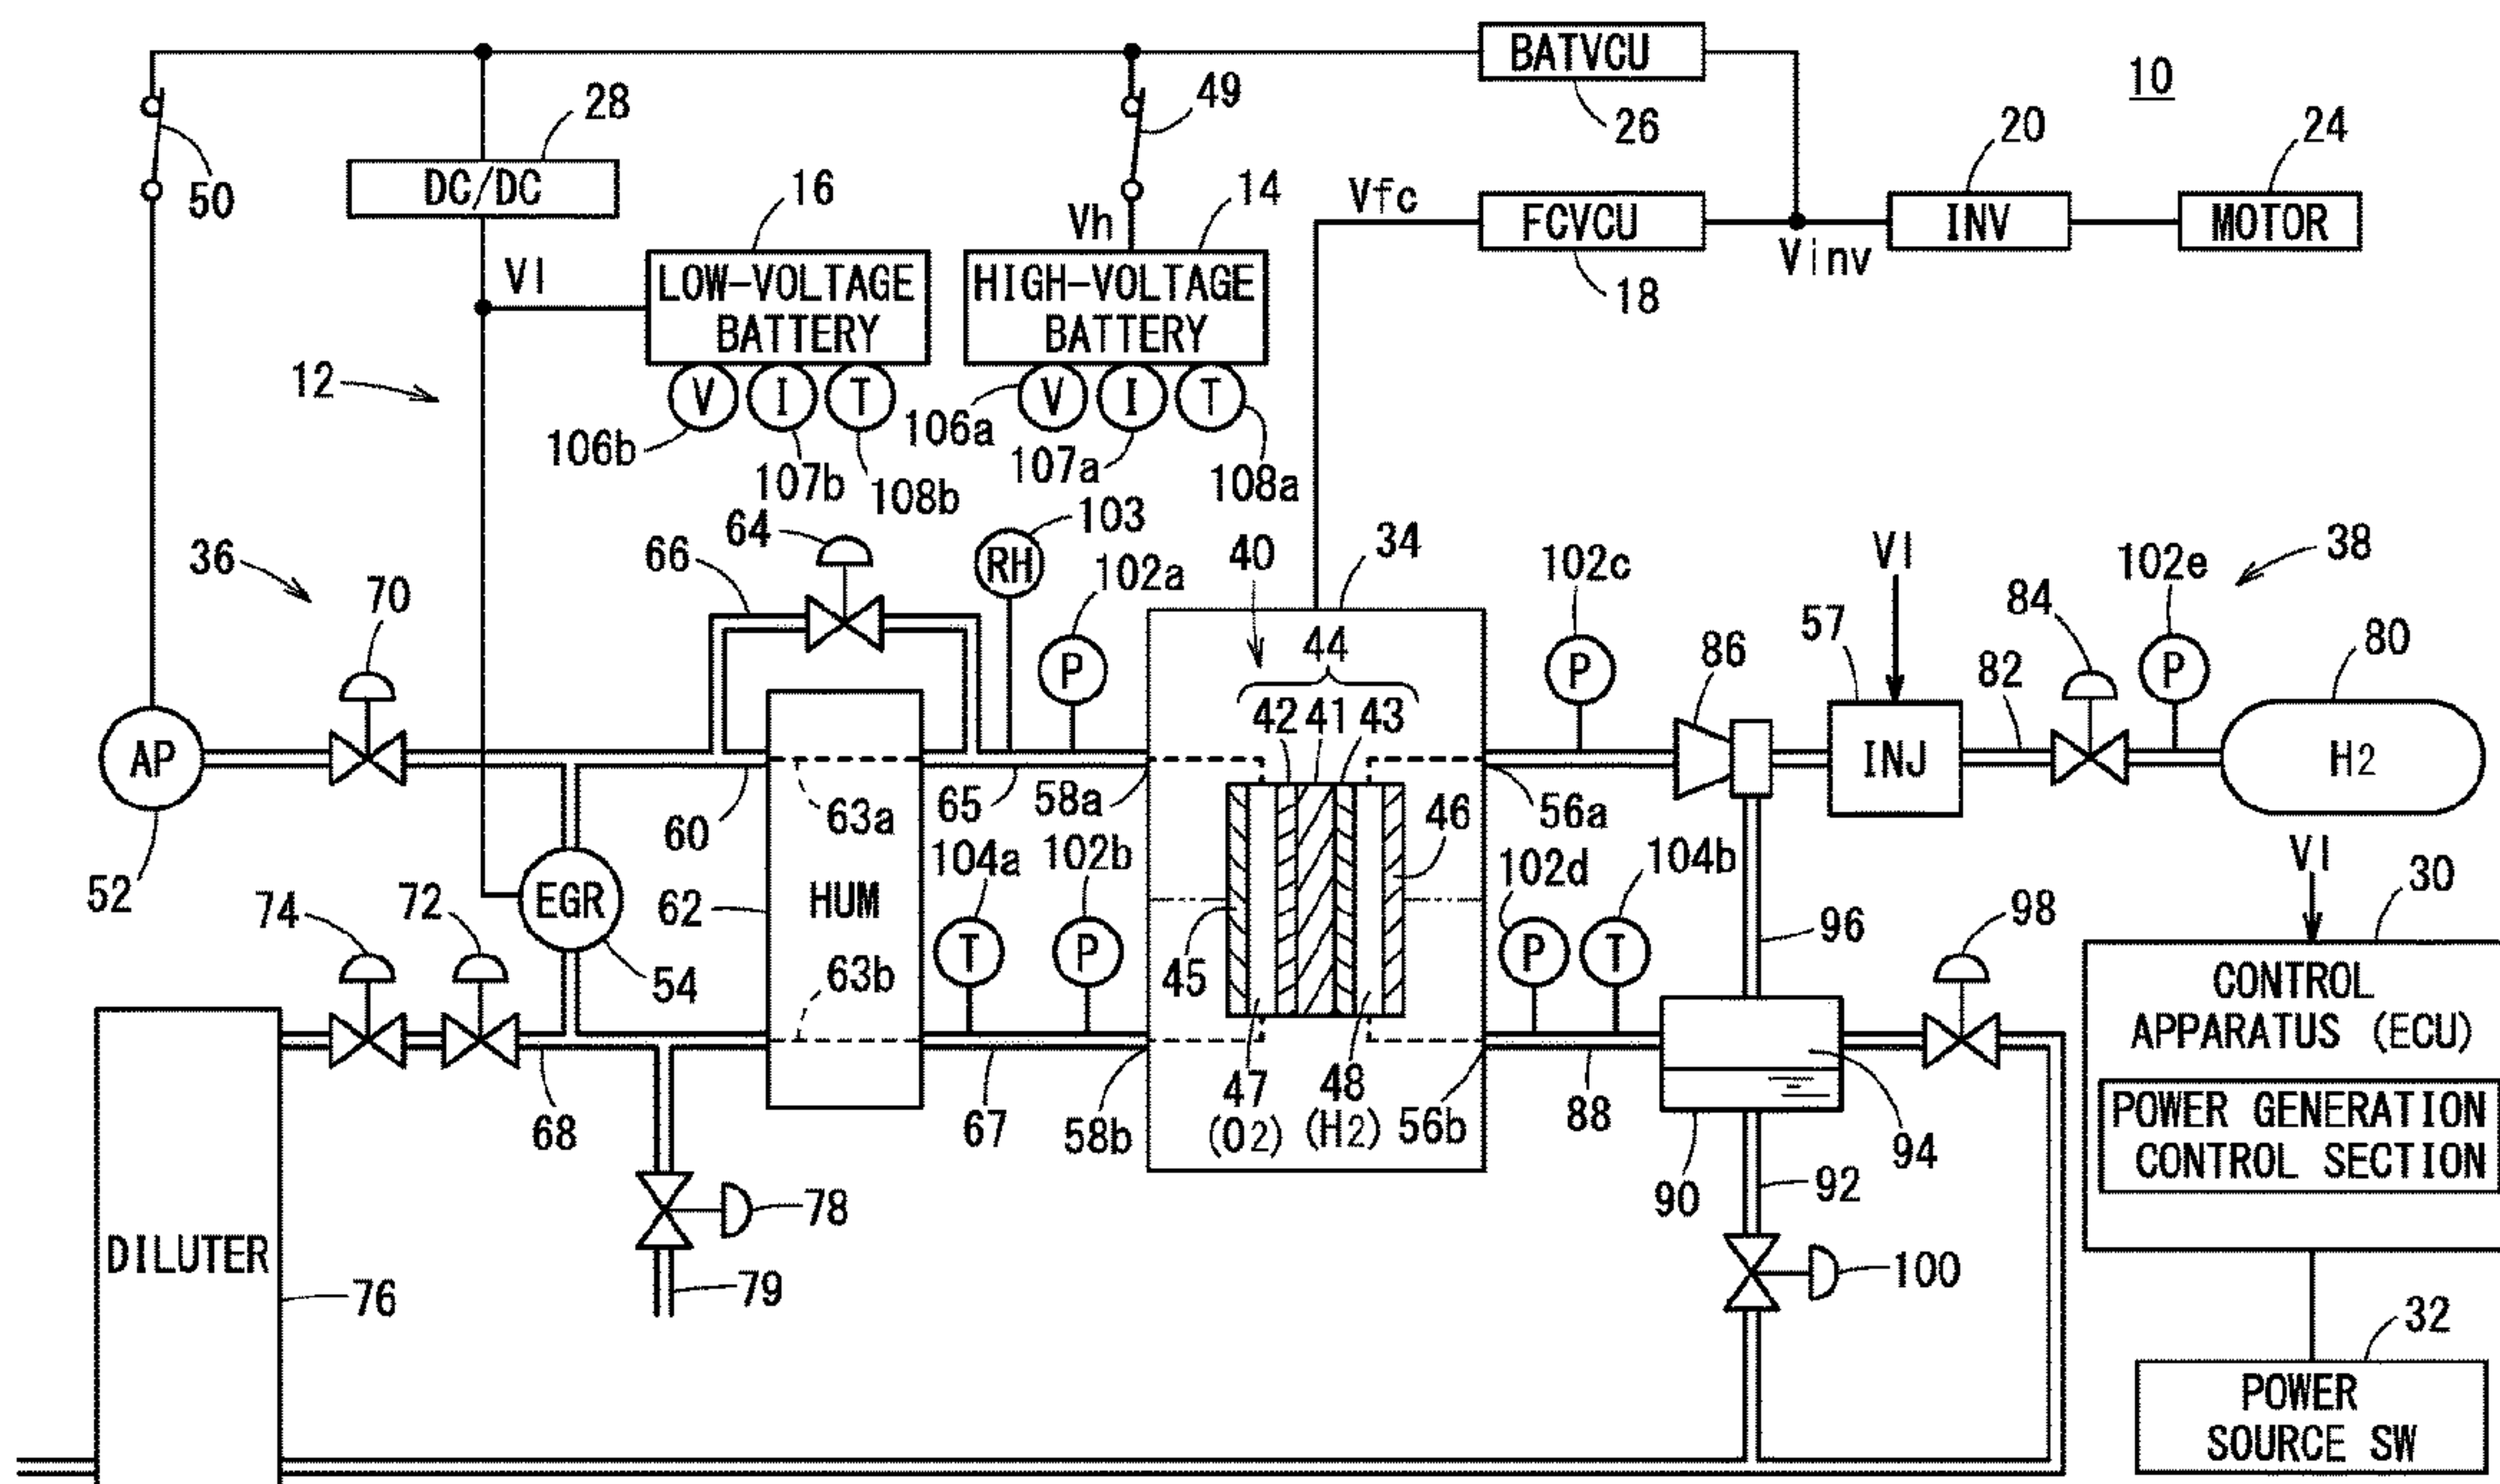 BATVCU
10
28
49
26
20
24
50
DC/DC
16
14
Vfc
FCVCU
INV
MOTOR
Vh
Vinv
Vl
LOW-VOLTAGE
BATTERY
HIGH-VOLTAGE
BATTERY
18
12
V
I
T
V
I
T
106b
106a
107b
108b
107a
108a
64
103
34
Vl
36
66
RH
102a
40
102c
102e
38
70
44
57
84
P
P
86
82
P
80
42
41
43
AP
INJ
H2
63a
65
58a
56a
60
46
104a
102b
102d
104b
Vl
52
74
72
EGR
62
HUM
30
96
98
T
P
P
T
54
63b
45
CONTROL
APPARATUS (ECU)
47
(O2)
48
(H2)
68
67
58b
56b
88
94
POWER GENERATION
CONTROL SECTION
90
92
78
DILUTER
76
79
100
32
POWER
SOURCE SW